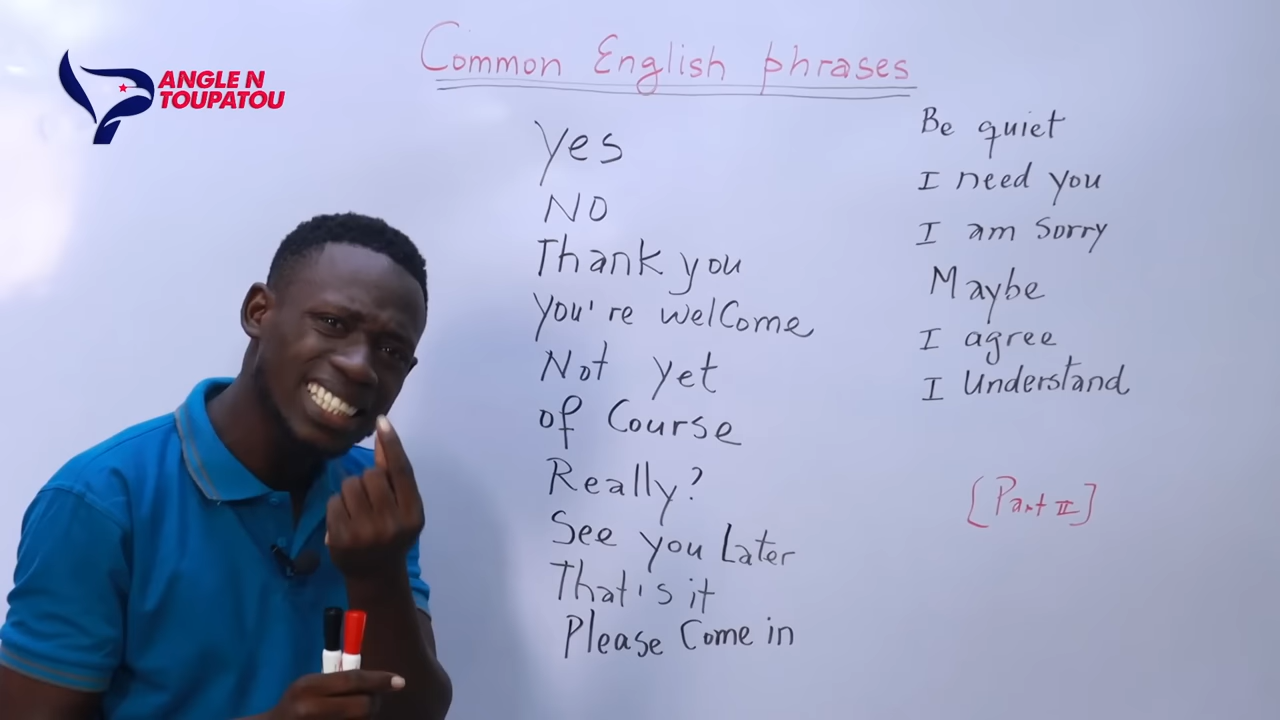 ANGLE N
TOUPATOU
Common English phrases
Yes
NO
Thank you
You're welcome
Not yet
of Course
Really?
See you Later
That's it
Please Come in
Be quiet
I need you
I am Sorry
Maybe
I agree
I Understand
[Part II]